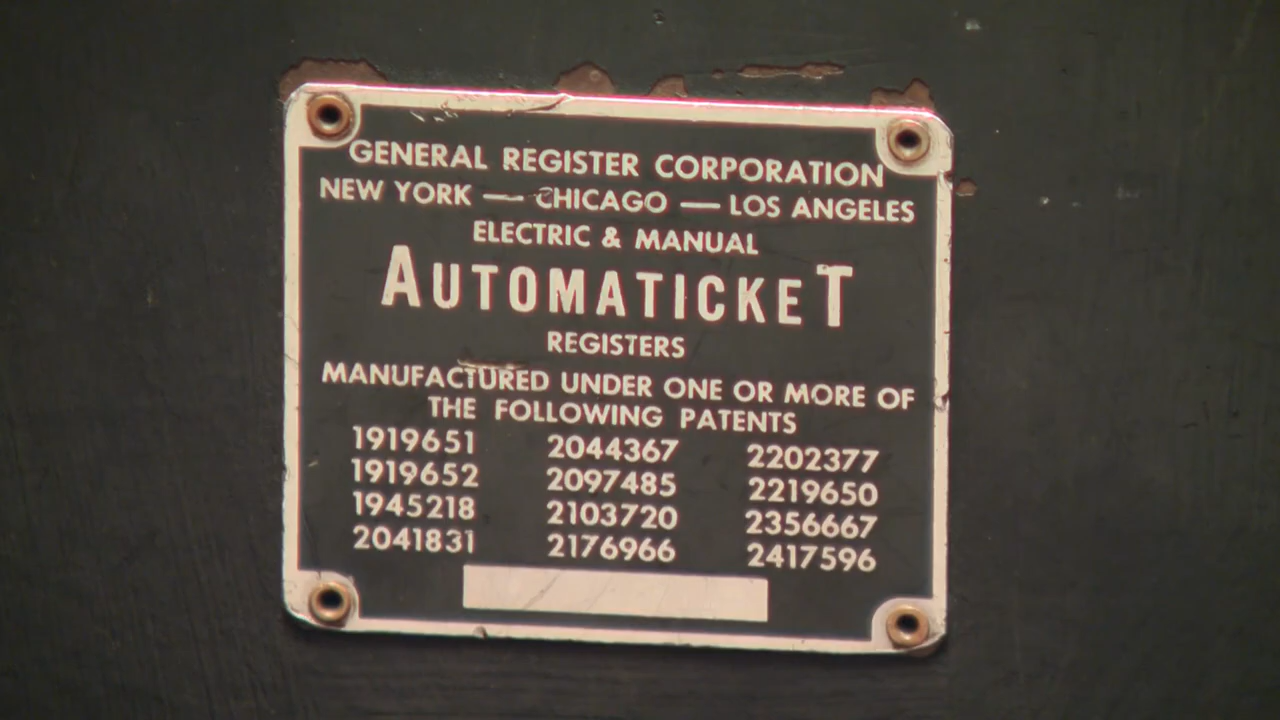 GENERAL REGISTER CORPORATION
NEW YORK — CHICAGO — LOS ANGELES
ELECTRIC & MANUAL
AUTOMATICKET
REGISTERS
MANUFACTURED UNDER ONE OR MORE OF
THE FOLLOWING PATENTS
1919651 2044367 2202377
1919652 2097485 2219650
1945218 2103720 2356667
2041831 2176966 2417596